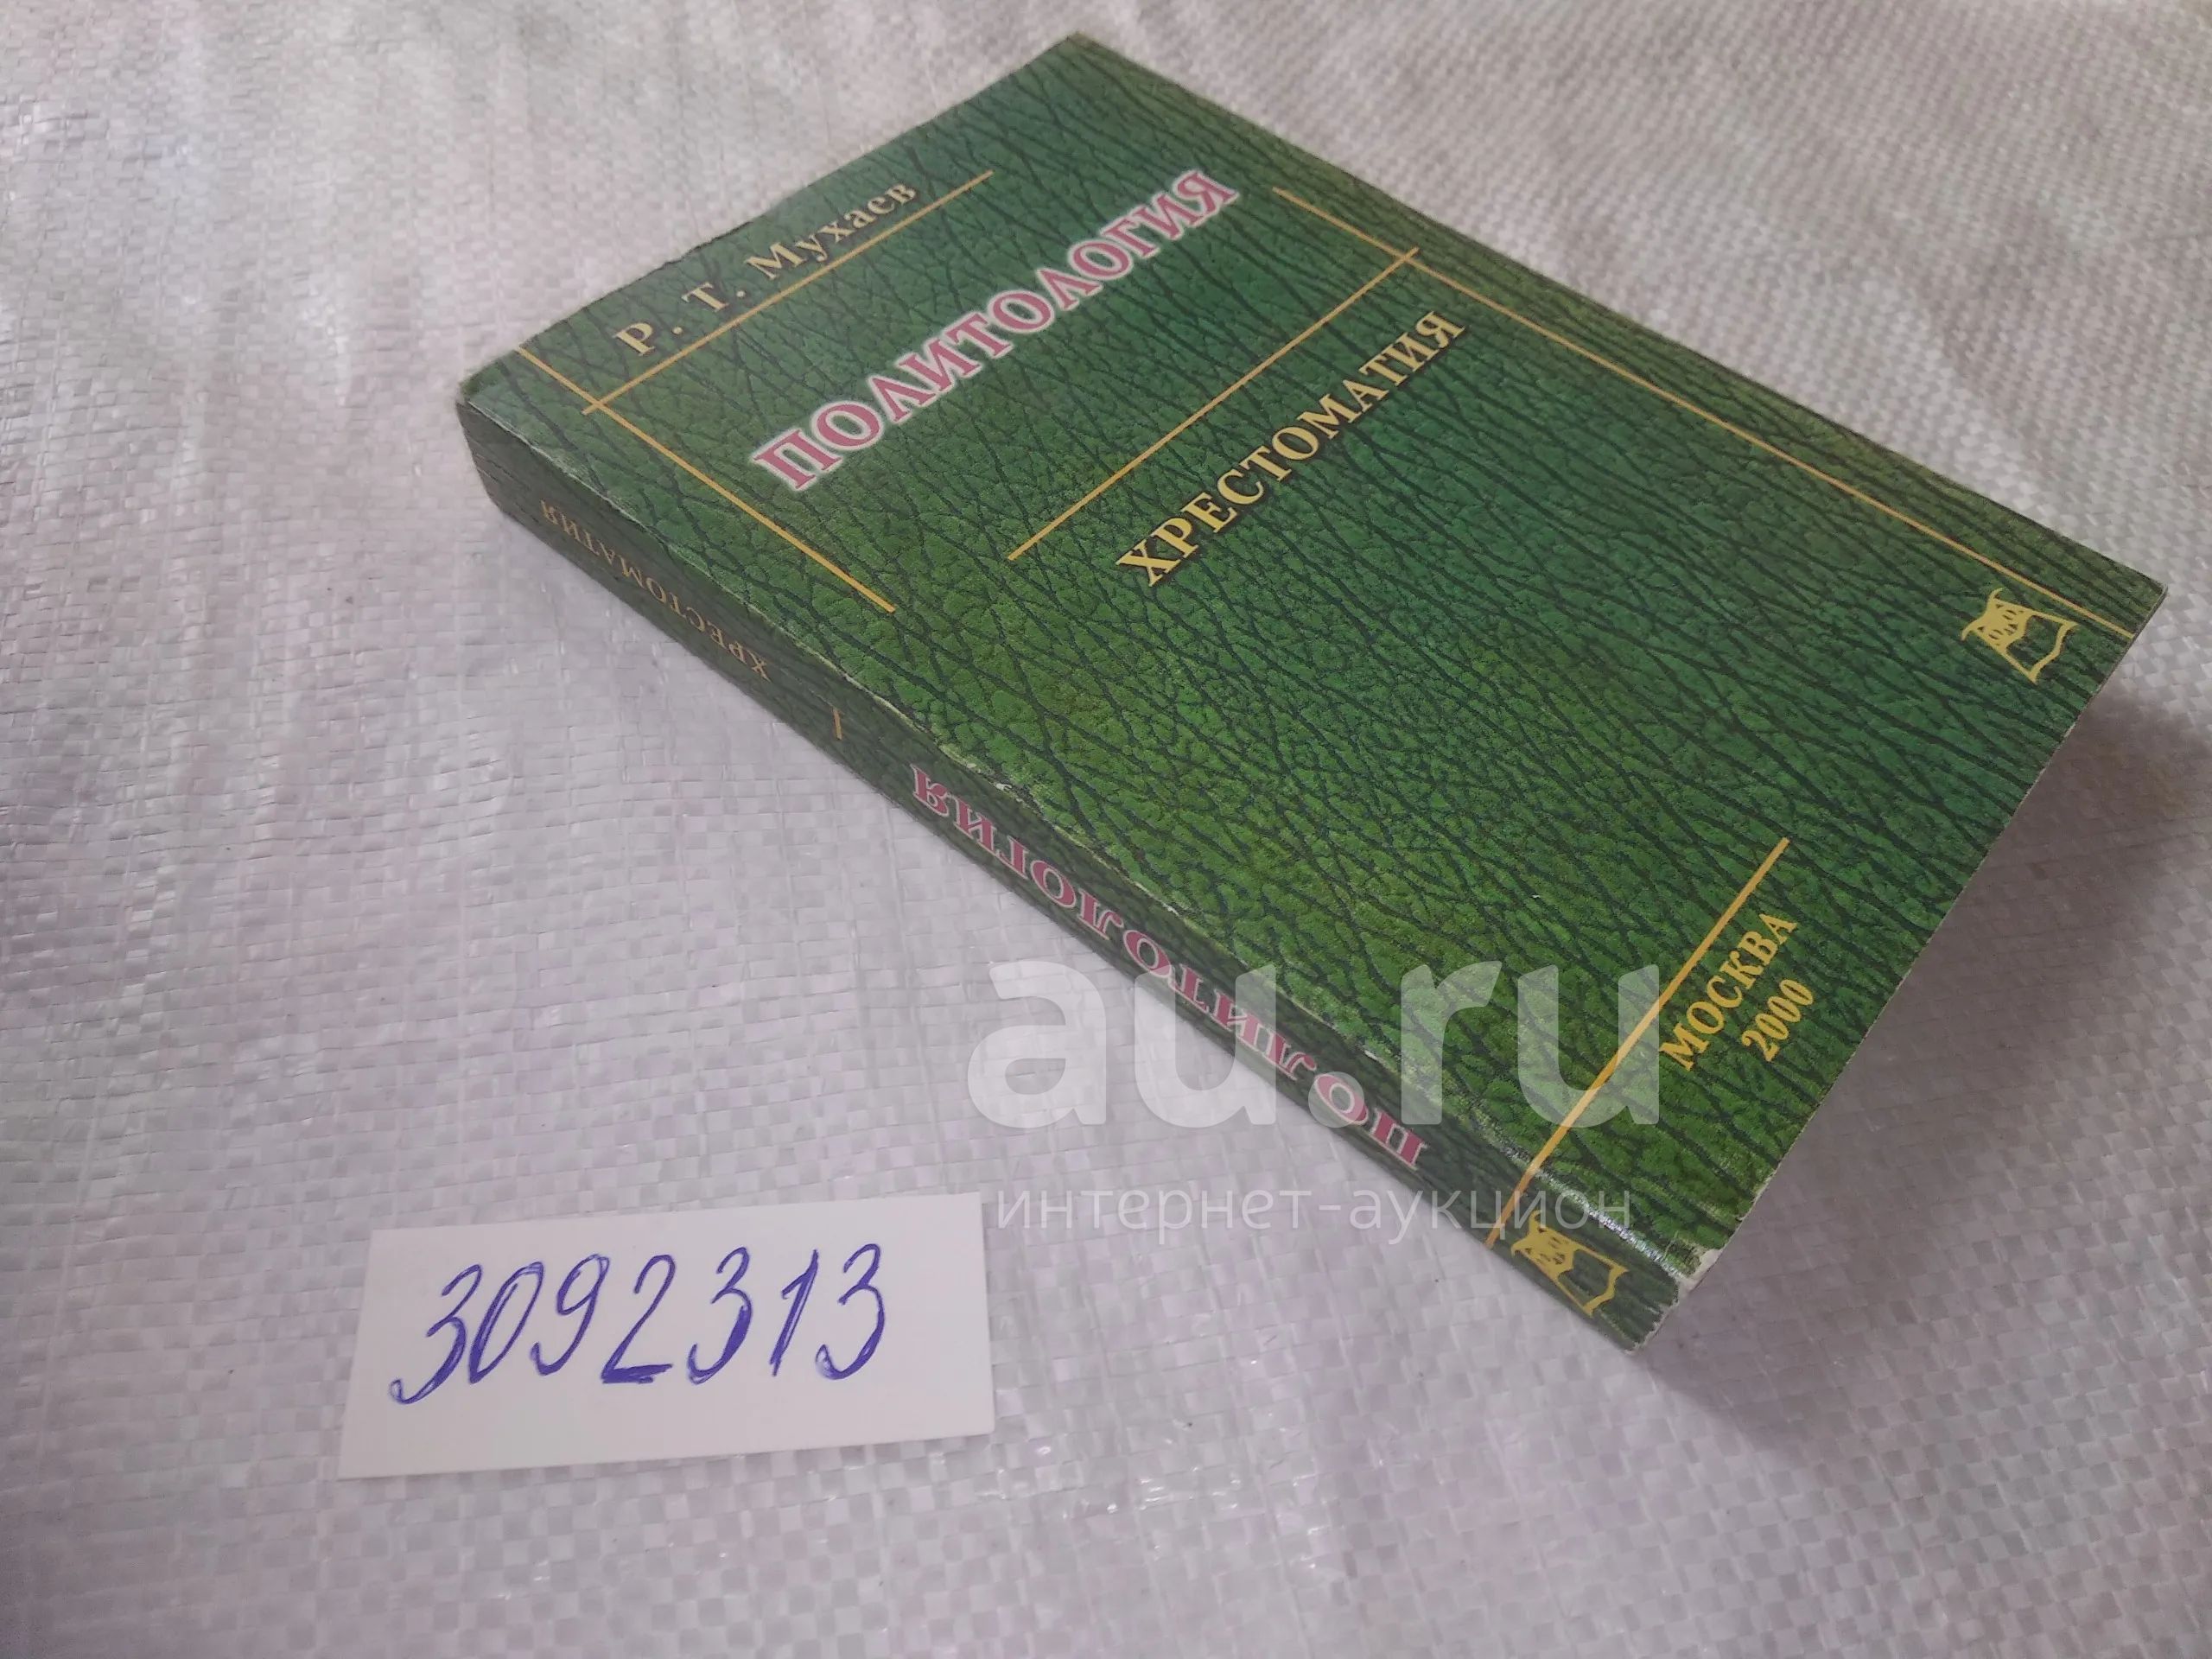 Р. Т. Мухаев
ПОЛИТОЛОГИЯ
ХРЕСТОМАТИЯ
МОСКВА
2000
ПОЛИТОЛОГИЯ
ХРЕСТОМАТИЯ
au.ru
интернет-аукцион
3092313